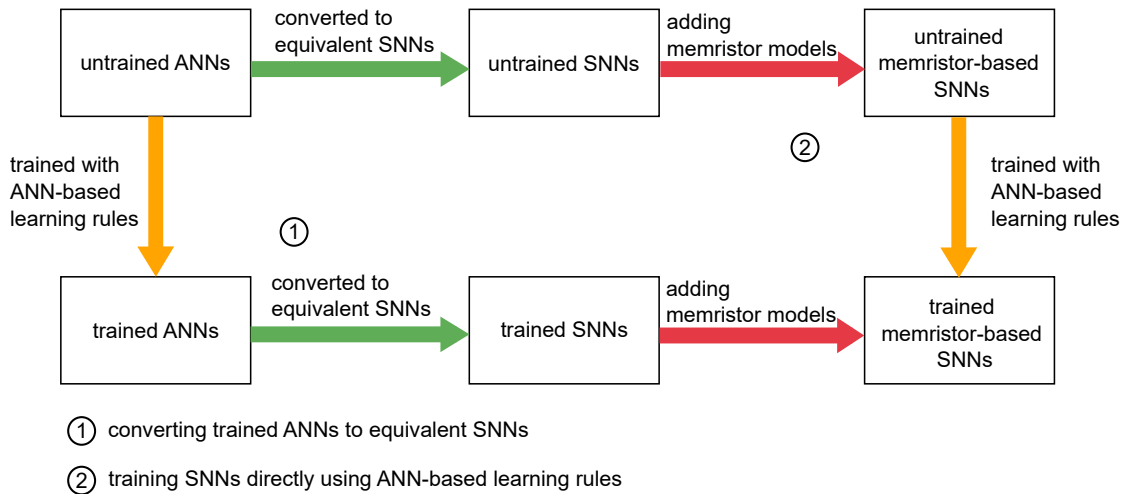 converted to
equivalent SNNs
adding
memristor models
untrained ANNs
untrained SNNs
untrained
memristor-based
SNNs
trained with
ANN-based
learning rules
②
trained with
ANN-based
learning rules
①
converted to
equivalent SNNs
adding
memristor models
trained ANNs
trained SNNs
trained
memristor-based
SNNs
① converting trained ANNs to equivalent SNNs
② training SNNs directly using ANN-based learning rules